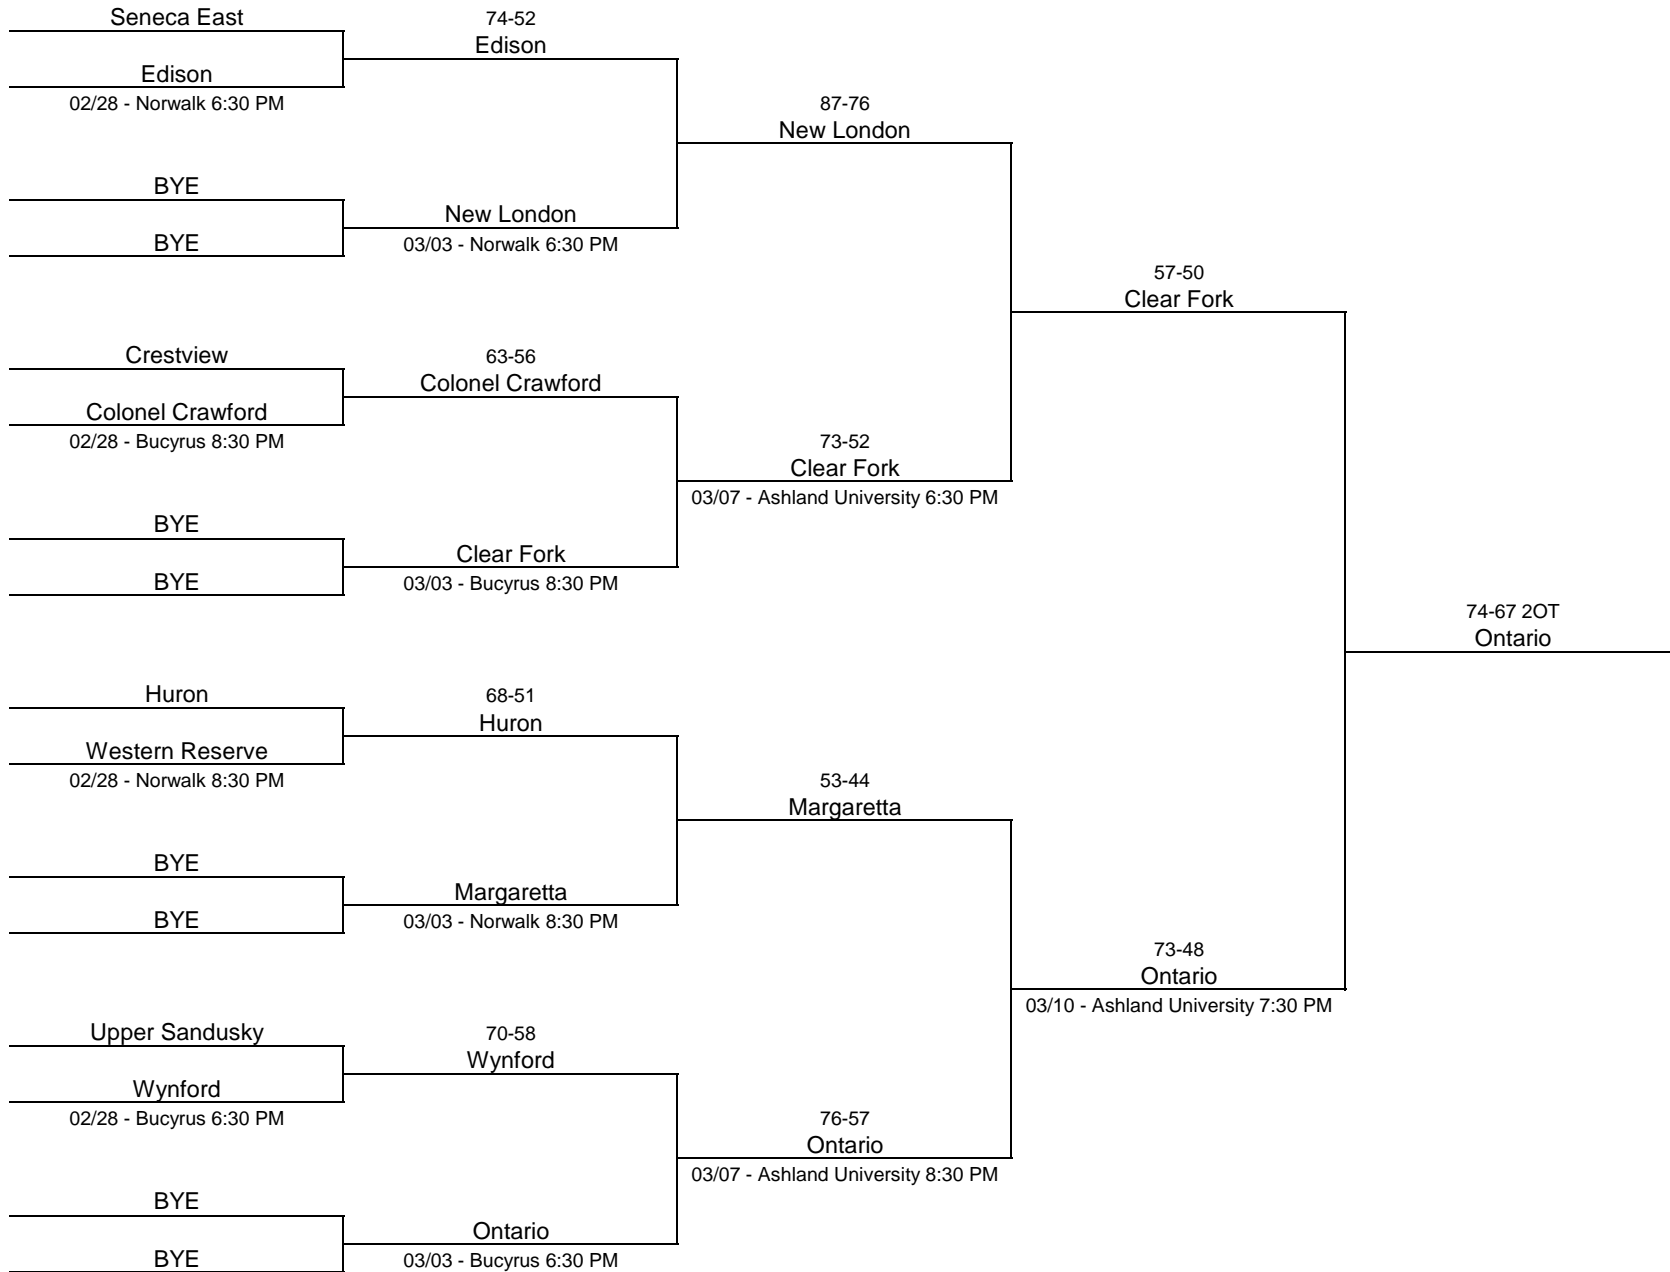 Seneca East
Edison
02/28 - Norwalk 6:30 PM
BYE
BYE
Crestview
Colonel Crawford
02/28 - Bucyrus 8:30 PM
BYE
BYE
Huron
Western Reserve
02/28 - Norwalk 8:30 PM
BYE
BYE
Upper Sandusky
Wynford
02/28 - Bucyrus 6:30 PM
BYE
BYE
74-52
Edison
New London
03/03 - Norwalk 6:30 PM
63-56
Colonel Crawford
Clear Fork
03/03 - Bucyrus 8:30 PM
68-51
Huron
Margaretta
03/03 - Norwalk 8:30 PM
70-58
Wynford
Ontario
03/03 - Bucyrus 6:30 PM
87-76
New London
73-52
Clear Fork
03/07 - Ashland University 6:30 PM
53-44
Margaretta
76-57
Ontario
03/07 - Ashland University 8:30 PM
57-50
Clear Fork
73-48
Ontario
03/10 - Ashland University 7:30 PM
74-67 2OT
Ontario